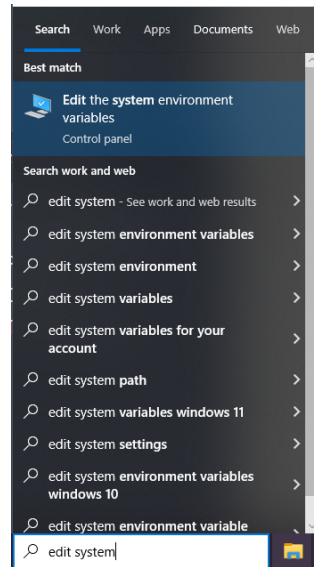 Search Work Apps Documents Web
Best match
Edit the system environment
variables
Control panel
Search work and web
edit system - See work and web results
edit system environment variables
edit system environment
edit system variables
edit system variables for your
account
edit system path
edit system variables windows 11
edit system settings
edit system environment variables
windows 10
edit system environment variable
edit system